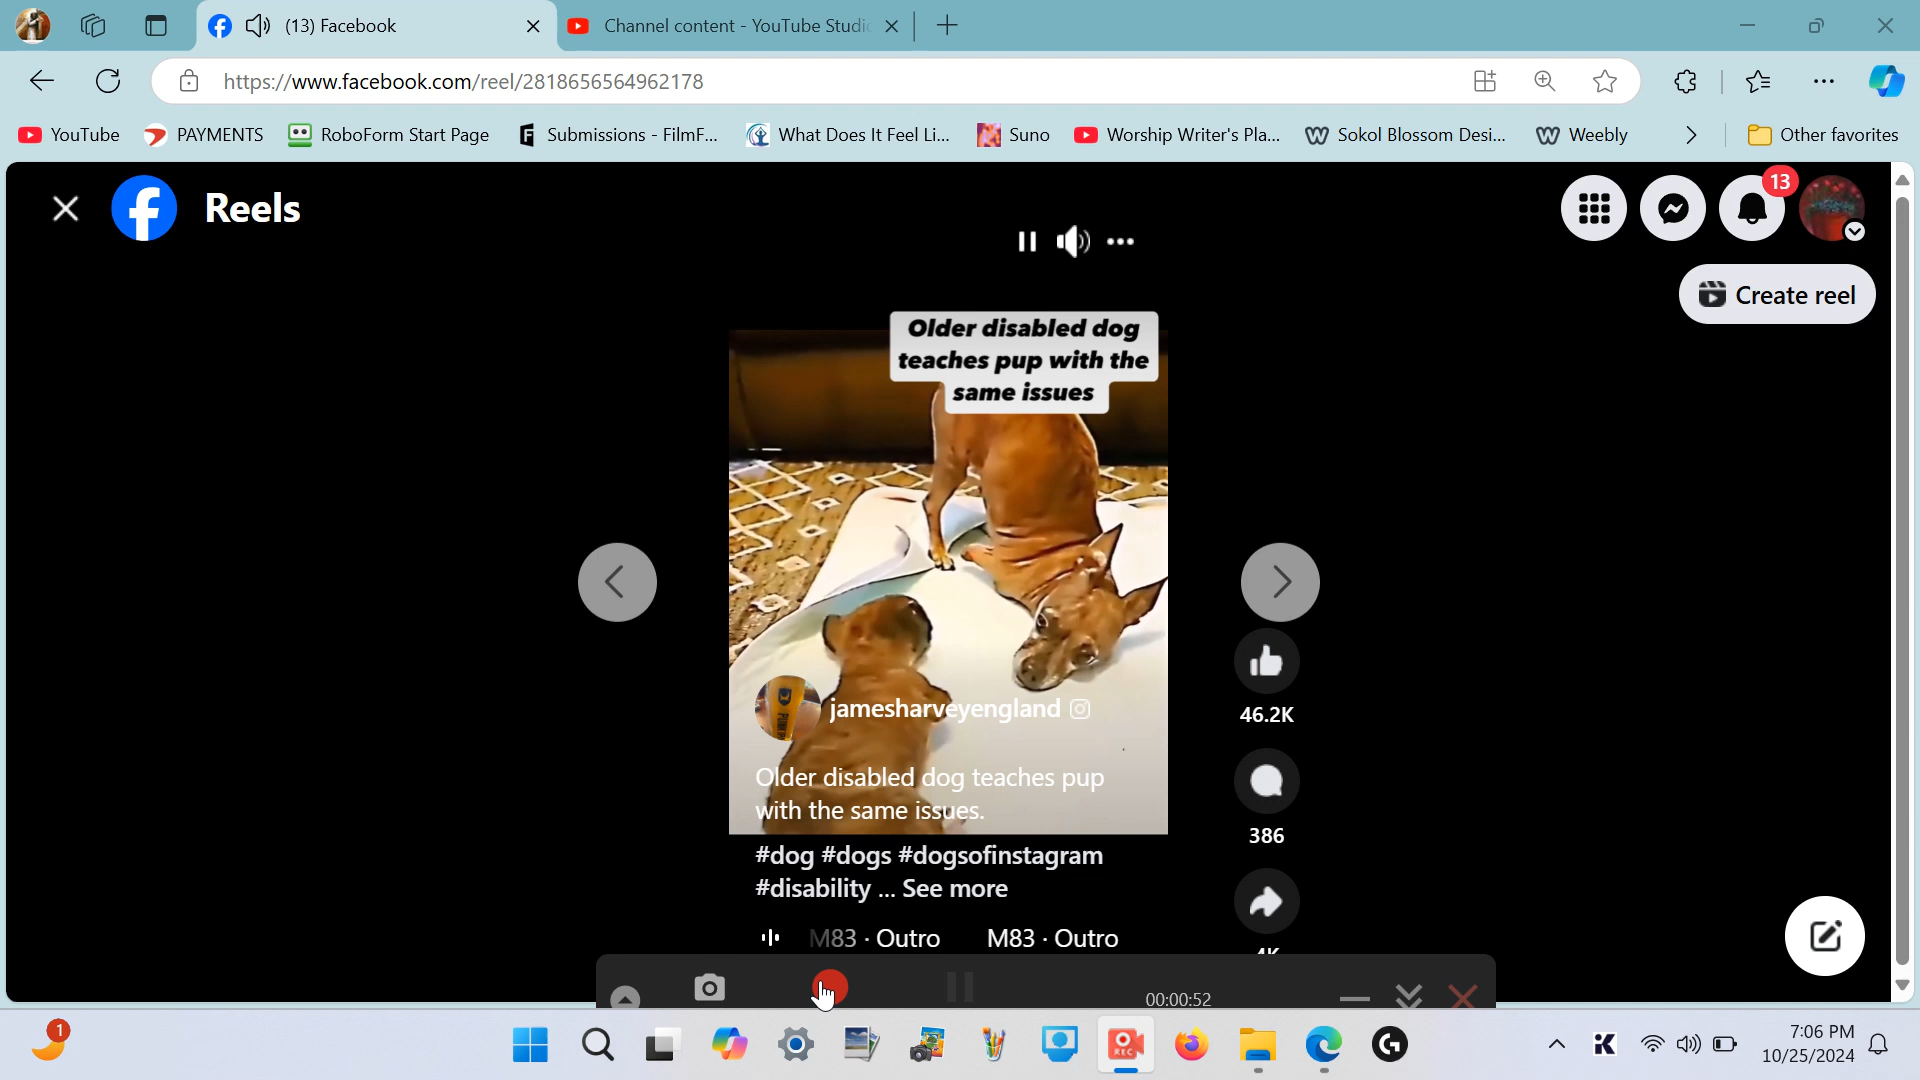 (13) Facebook
Channel content - YouTube Studi
https://www.facebook.com/reel/2818656564962178
YouTube
PAYMENTS
RoboForm Start Page
Submissions - FilmF...
What Does It Feel Li...
Suno
Worship Writer's Pla...
Sokol Blossom Desi...
Weebly
Other favorites
Reels
13
Create reel
Older disabled dog
teaches pup with the
same issues
jamesharveyengland
Older disabled dog teaches pup
with the same issues.
#dog #dogs #dogsofinstagram
#disability ... See more
M83 · Outro M83 · Outro
46.2K
386
4K
00:00:52
REC
1
7:06 PM
10/25/2024